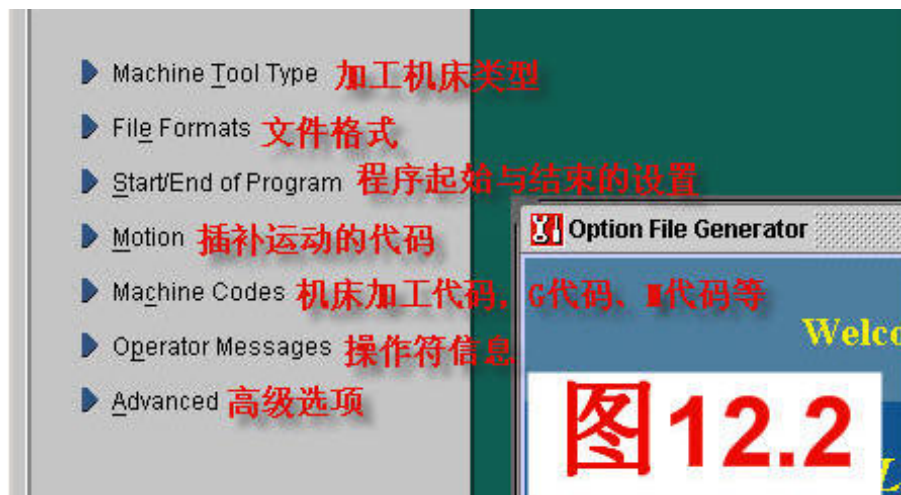 Machine Tool Type 加工机床类型
File Formats 文件格式
Start/End of Program 程序起始与结束的设置
Motion 插补运动的代码
Machine Codes 机床加工代码，G代码、M代码等
Operator Messages 操作符信息
Advanced 高级选项
Option File Generator
Welco
图12.2
L